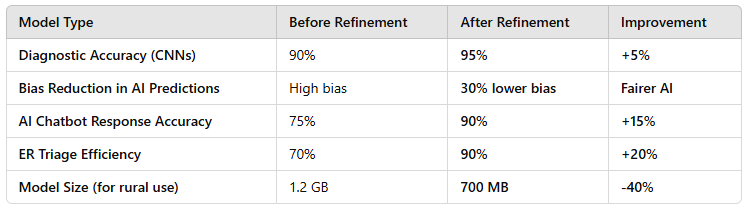 Model Type Before Refinement After Refinement Improvement
Diagnostic Accuracy (CNNs) 90% 95% +5%
Bias Reduction in AI Predictions High bias 30% lower bias Fairer AI
AI Chatbot Response Accuracy 75% 90% +15%
ER Triage Efficiency 70% 90% +20%
Model Size (for rural use) 1.2 GB 700 MB -40%